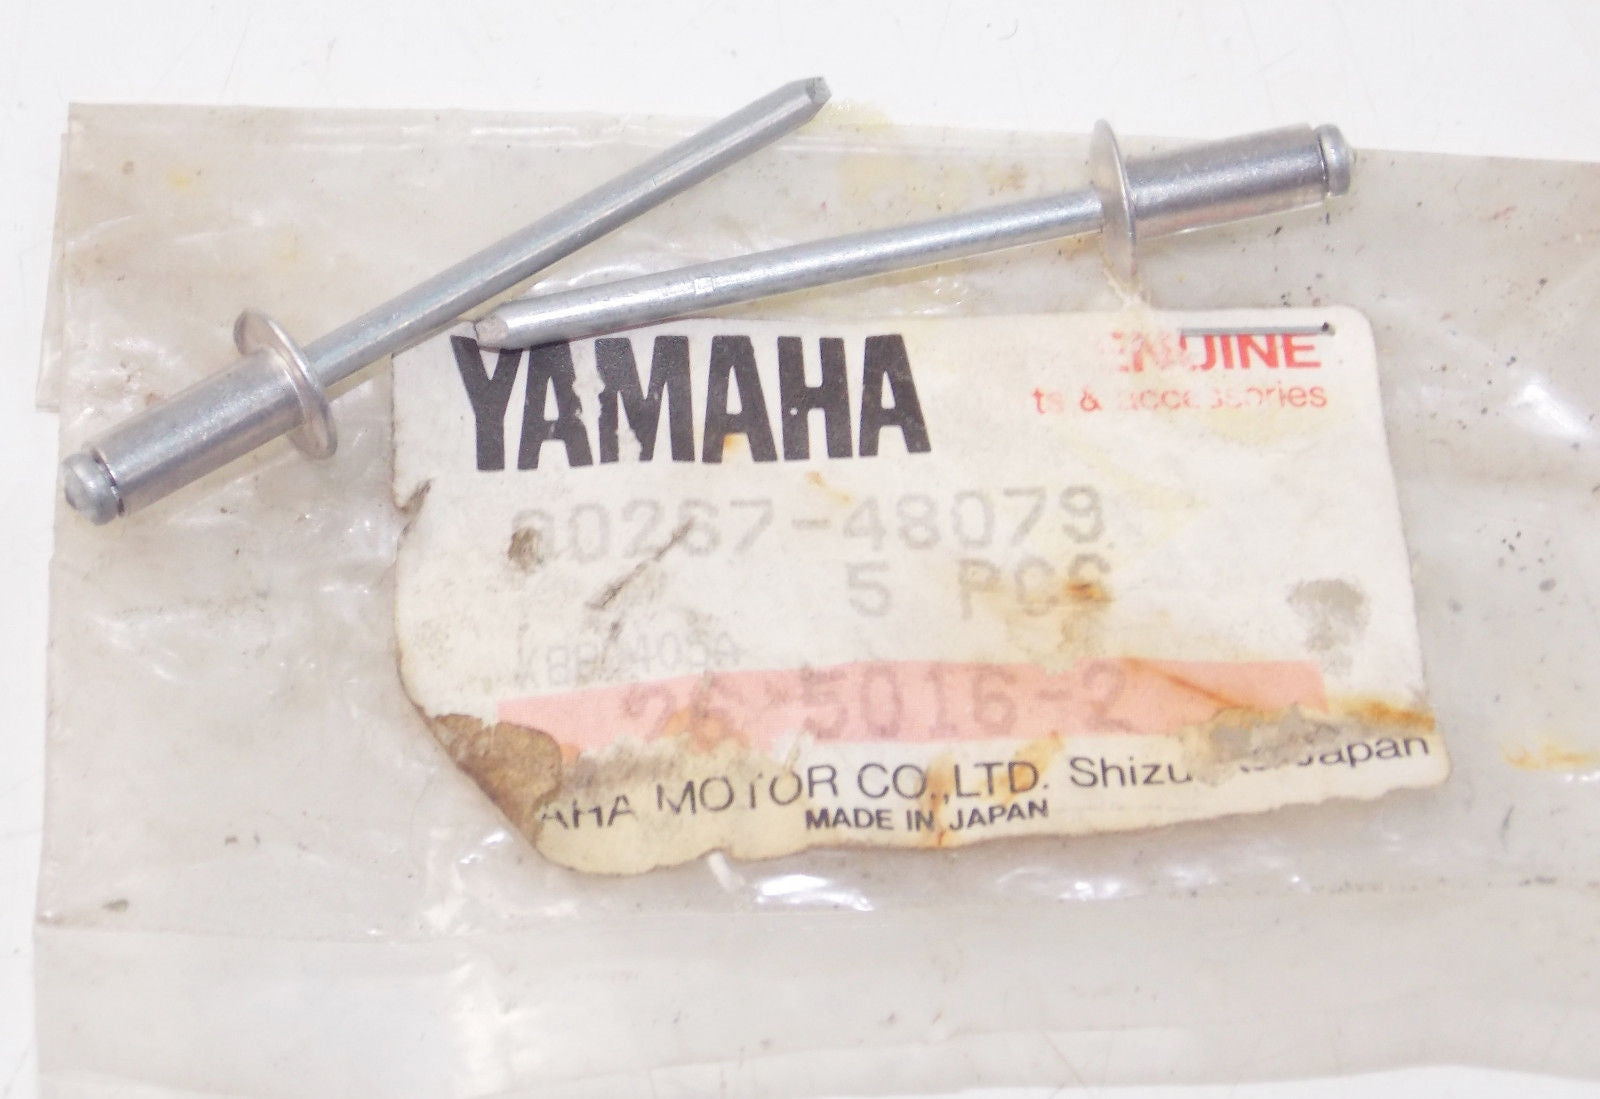 YAMAHA
ENUINE
ts & accessories
90267-48079
5 PCS
26-5016-2
AHA MOTOR CO.,LTD. Shizu Japan
MADE IN JAPAN